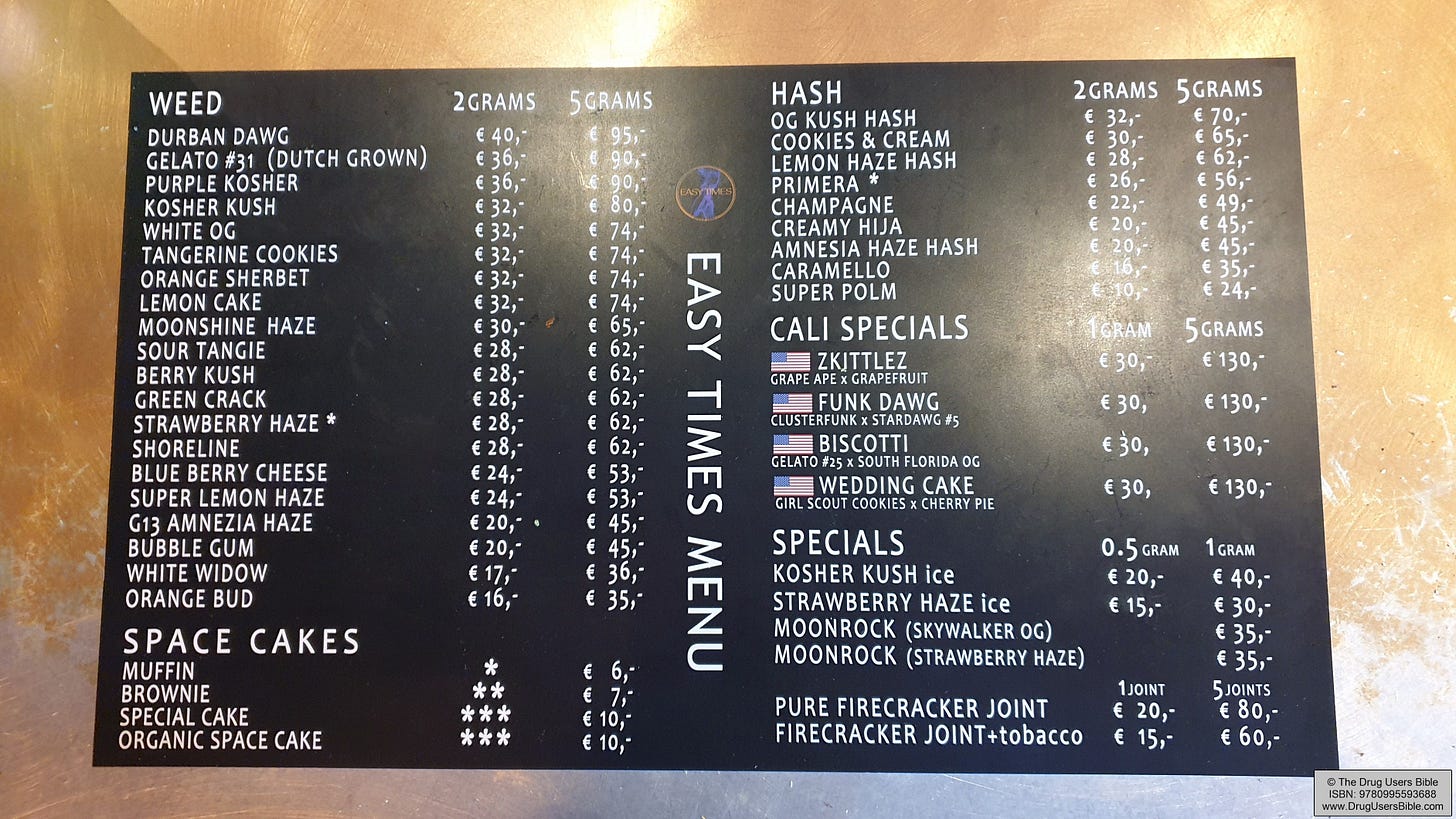 WEED 2GRAMS 5GRAMS
DURBAN DAWG € 40,- € 95,-
GELATO #31 (DUTCH GROWN) € 36,- € 90,-
PURPLE KOSHER € 36,- € 90,-
KOSHER KUSH € 32,- € 80,-
WHITE OG € 32,- € 74,-
TANGERINE COOKIES € 32,- € 74,-
ORANGE SHERBET € 32,- € 74,-
LEMON CAKE € 32,- € 74,-
MOONSHINE HAZE € 30,- € 65,-
SOUR TANGIE € 28,- € 62,-
BERRY KUSH € 28,- € 62,-
GREEN CRACK € 28,- € 62,-
STRAWBERRY HAZE * € 28,- € 62,-
SHORELINE € 28,- € 62,-
BLUE BERRY CHEESE € 24,- € 53,-
SUPER LEMON HAZE € 24,- € 53,-
G13 AMNEZIA HAZE € 20,- € 45,-
BUBBLE GUM € 20,- € 45,-
WHITE WIDOW € 17,- € 36,-
ORANGE BUD € 16,- € 35,-
SPACE CAKES
MUFFIN * € 6,-
BROWNIE ** € 7,-
SPECIAL CAKE *** € 10,-
ORGANIC SPACE CAKE *** € 10,-
EASY TIMES
EASY TIMES MENU
HASH 2GRAMS 5GRAMS
OG KUSH HASH € 32,- € 70,-
COOKIES & CREAM € 30,- € 65,-
LEMON HAZE HASH € 28,- € 62,-
PRIMERA * € 26,- € 56,-
CHAMPAGNE € 22,- € 49,-
CREAMY HIJA € 20,- € 45,-
AMNESIA HAZE HASH € 20,- € 45,-
CARAMELLO € 16,- € 35,-
SUPER POLM € 10,- € 24,-
CALI SPECIALS 1GRAM 5GRAMS
ZKITTLEZ € 30,- € 130,-
GRAPE APE x GRAPEFRUIT
FUNK DAWG € 30, € 130,-
CLUSTERFUNK x STARDAWG #5
BISCOTTI € 30, € 130,-
GELATO #25 x SOUTH FLORIDA OG
WEDDING CAKE € 30, € 130,-
GIRL SCOUT COOKIES x CHERRY PIE
SPECIALS 0.5 GRAM 1 GRAM
KOSHER KUSH ice € 20,- € 40,-
STRAWBERRY HAZE ice € 15,- € 30,-
MOONROCK (SKYWALKER OG) € 35,-
MOONROCK (STRAWBERRY HAZE) € 35,-
1JOINT 5JOINTS
PURE FIRECRACKER JOINT € 20,- € 80,-
FIRECRACKER JOINT+tobacco € 15,- € 60,-
© The Drug Users Bible
ISBN: 9780995593688
www.DrugUsersBible.com